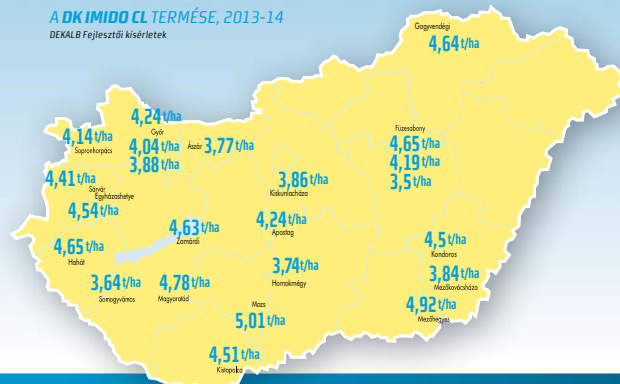 A DK IMIDO CL TERMÉSE, 2013-14
DEKALB Fejlesztői kísérletek
Gagyvendégi
4,64 t/ha
4,24 t/ha
Győr
4,04 t/ha
3,88 t/ha
4,14 t/ha
Sopronhorpács
Ászár 3,77 t/ha
Füzesabony
4,65 t/ha
4,19 t/ha
3,5 t/ha
4,41 t/ha
Sárvár
Egyházashetye
4,54 t/ha
3,86 t/ha
Kiskunlacháza
4,63 t/ha
Zamárdi
4,24 t/ha
Apostag
4,65 t/ha
Hahót
4,5 t/ha
Kondoros
3,64 t/ha
Somogyvámos
4,78 t/ha
Magyaratád
3,74 t/ha
Homokmégy
3,84 t/ha
Mezőkovácsháza
4,92 t/ha
Mezőhegyes
Mozs
5,01 t/ha
4,51 t/ha
Kistapolca